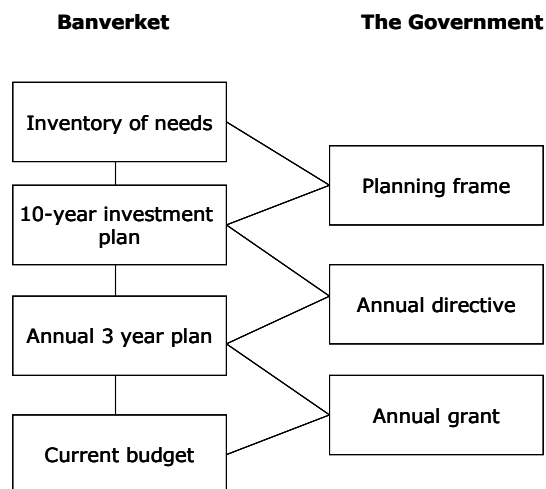 Banverket
The Government
Inventory of needs
Planning frame
10-year investment
plan
Annual directive
Annual 3 year plan
Annual grant
Current budget